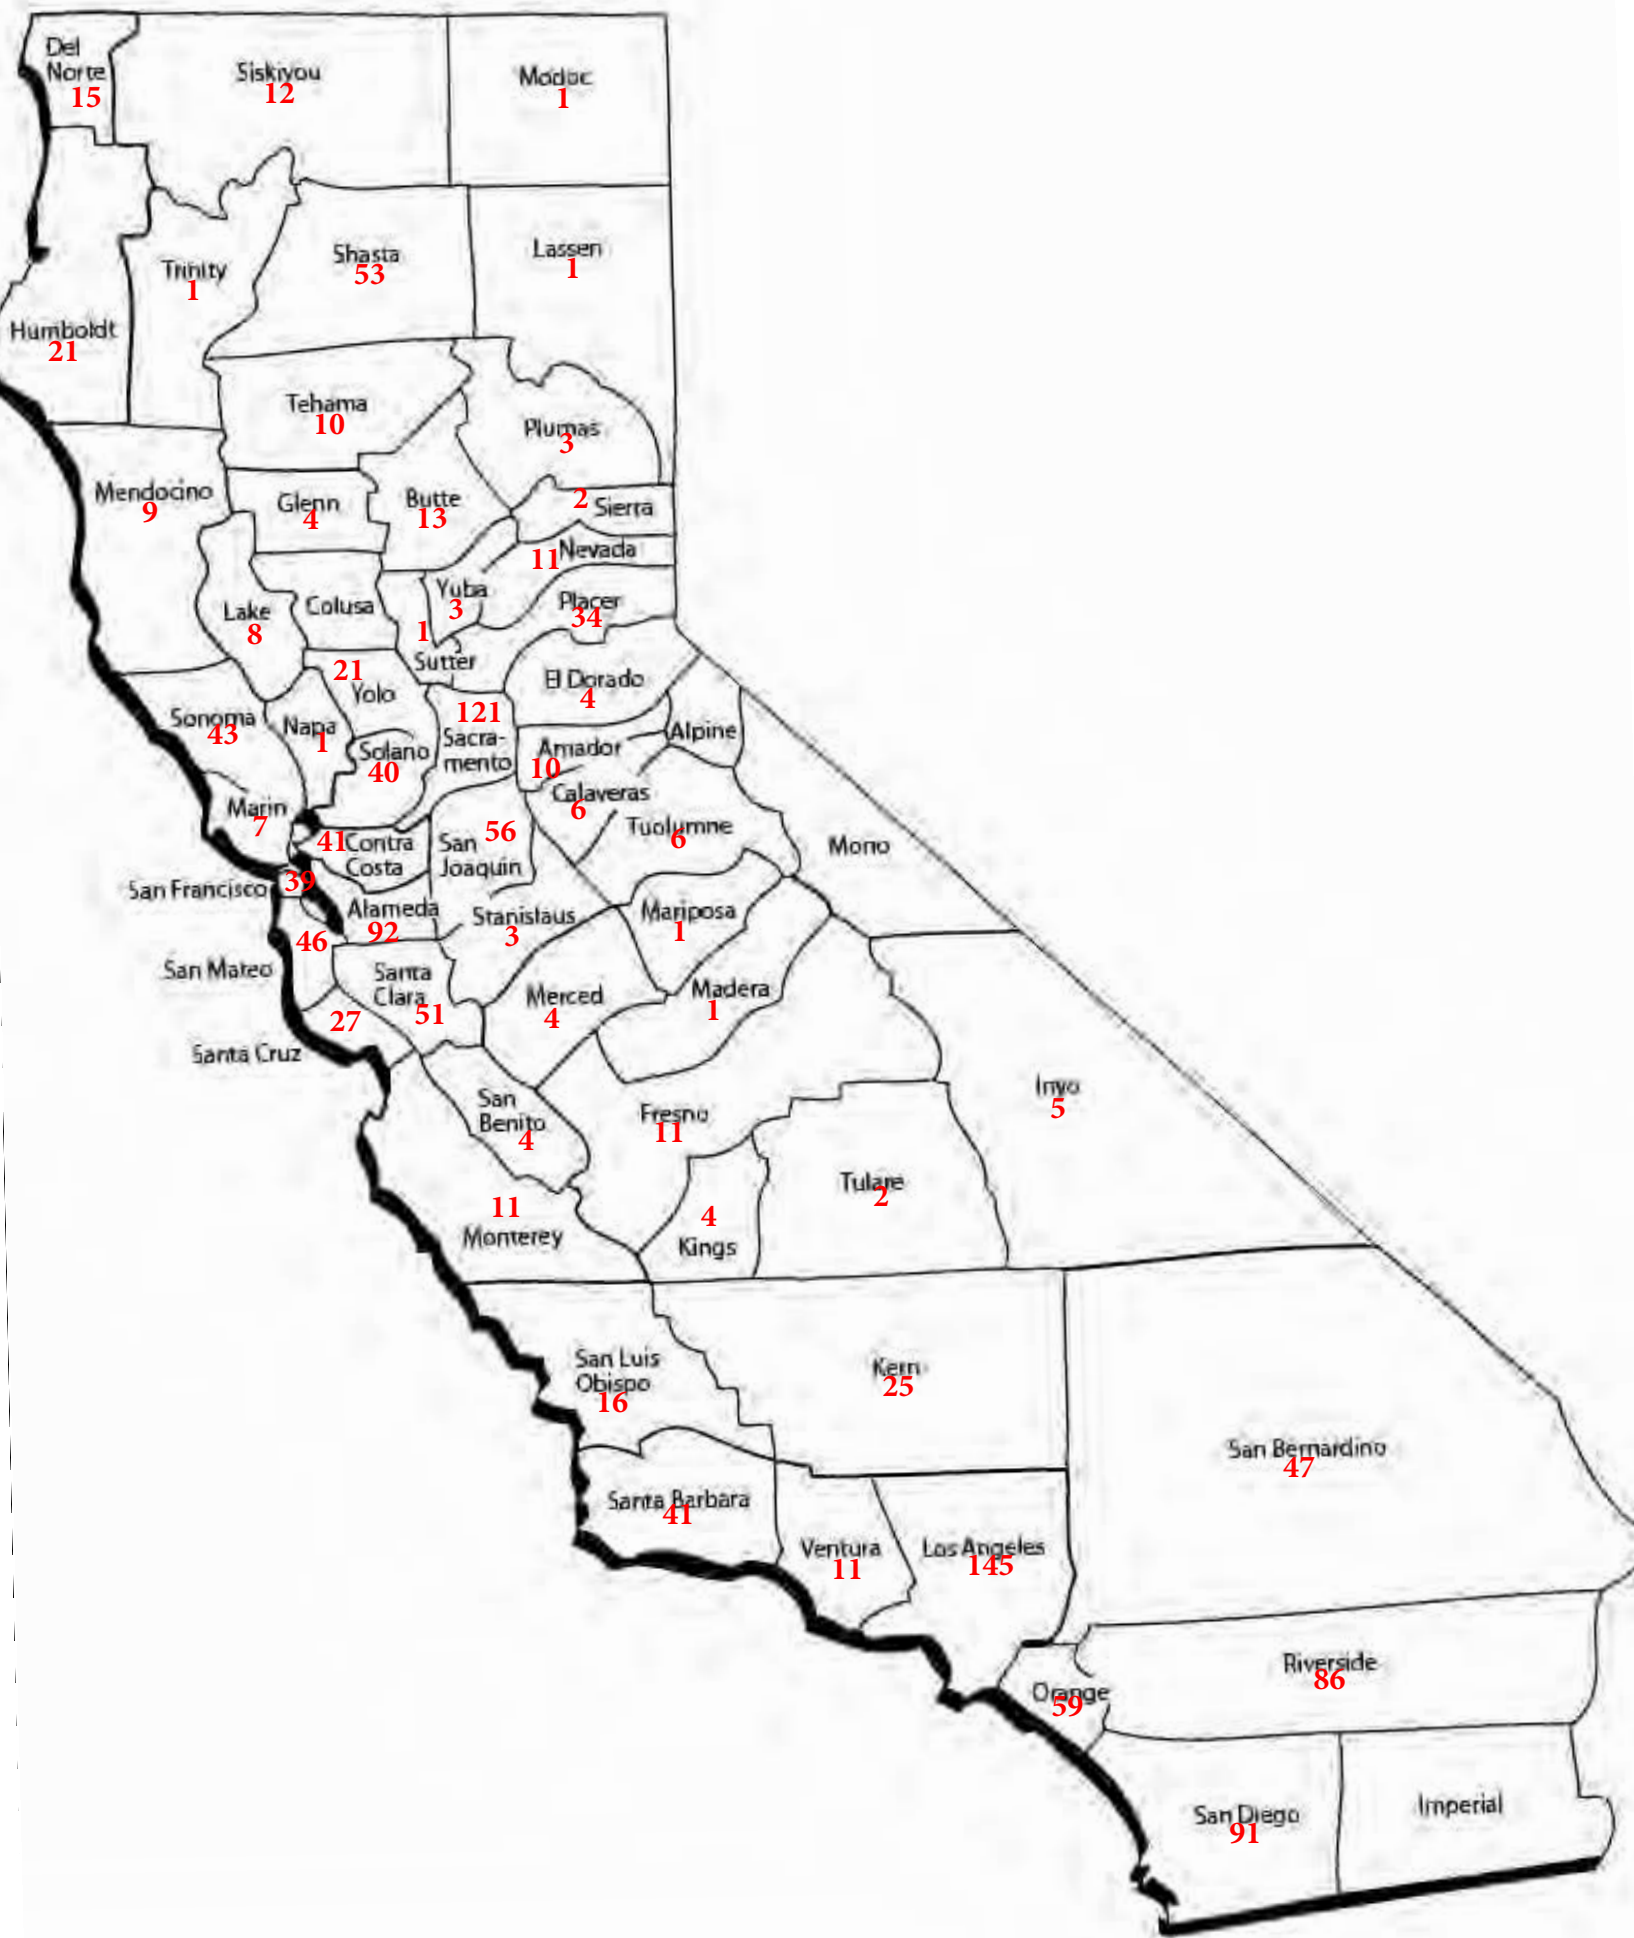 Del
Norte
15
Siskiyou
12
Modoc
1
Shasta
53
Lassen
1
Trinity
1
Humboldt
21
Tehama
10
Plumas
3
Mendocino
9
Glenn
4
Butte
13
2
Sierra
11
Nevada
Yuba
3
Placer
34
Lake
8
Colusa
1
Sutter
21
Yolo
El Dorado
4
Sonoma
43
Napa
1
Solano
40
121
Sacra-
mento
Amador
10
Alpine
Calaveras
6
Marin
7
41
Contra
Costa
56
San
Joaquin
Tuolumne
6
Mono
San Francisco
39
Alameda
92
Stanislaus
3
Mariposa
1
46
San Mateo
Santa
Clara
51
Merced
4
Madera
1
27
Santa Cruz
San
Benito
4
Fresno
11
Inyo
5
Tulare
2
11
Monterey
4
Kings
San Luis
Obispo
16
Kern
25
San Bernardino
47
Santa Barbara
41
Ventura
11
Los Angeles
145
Orange
59
Riverside
86
San Diego
91
Imperial